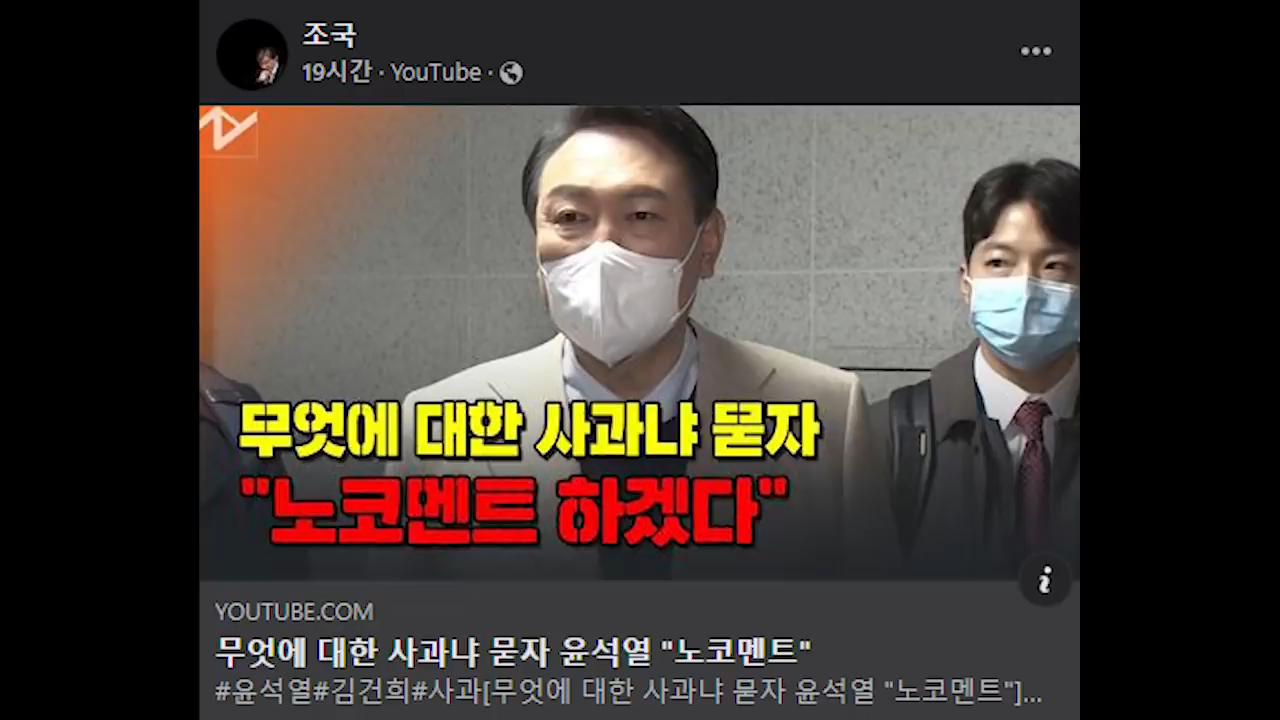 조국
19시간 · YouTube ·
무엇에 대한 사과냐 묻자
"노코멘트 하겠다"
YOUTUBE.COM
무엇에 대한 사과냐 묻자 윤석열 "노코멘트"
#윤석열#김건희#사과[무엇에 대한 사과냐 묻자 윤석열 "노코멘트"]...